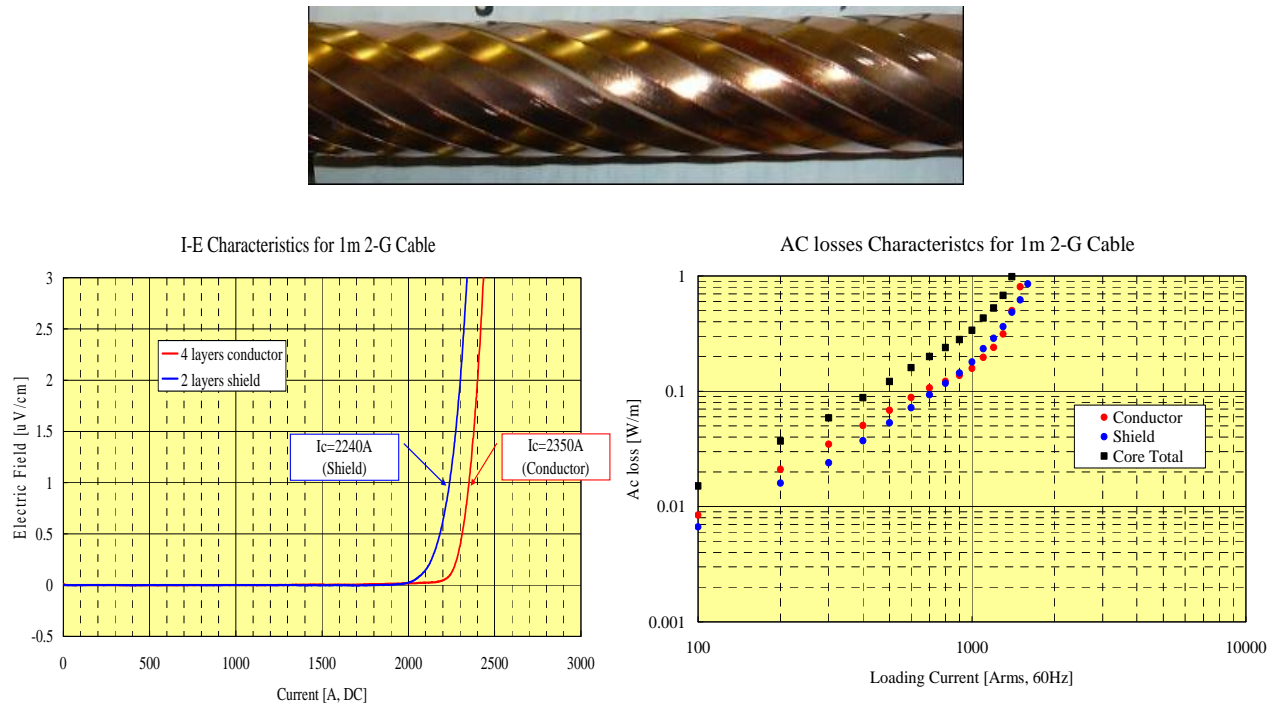 I-E Characteristics for 1m 2-G Cable
Electric Field [u V/cm]
3
2.5
2
1.5
1
0.5
0
-0.5
4 layers conductor
2 layers shield
Ic=2240A
(Shield)
Ic=2350A
(Conductor)
0 500 1000 1500 2000 2500 3000
Current [A, DC]
AC losses Characteristcs for 1m 2-G Cable
Ac loss [W/m]
1
0.1
0.01
0.001
Conductor
Shield
Core Total
100 1000 10000
Loading Current [Arms, 60Hz]